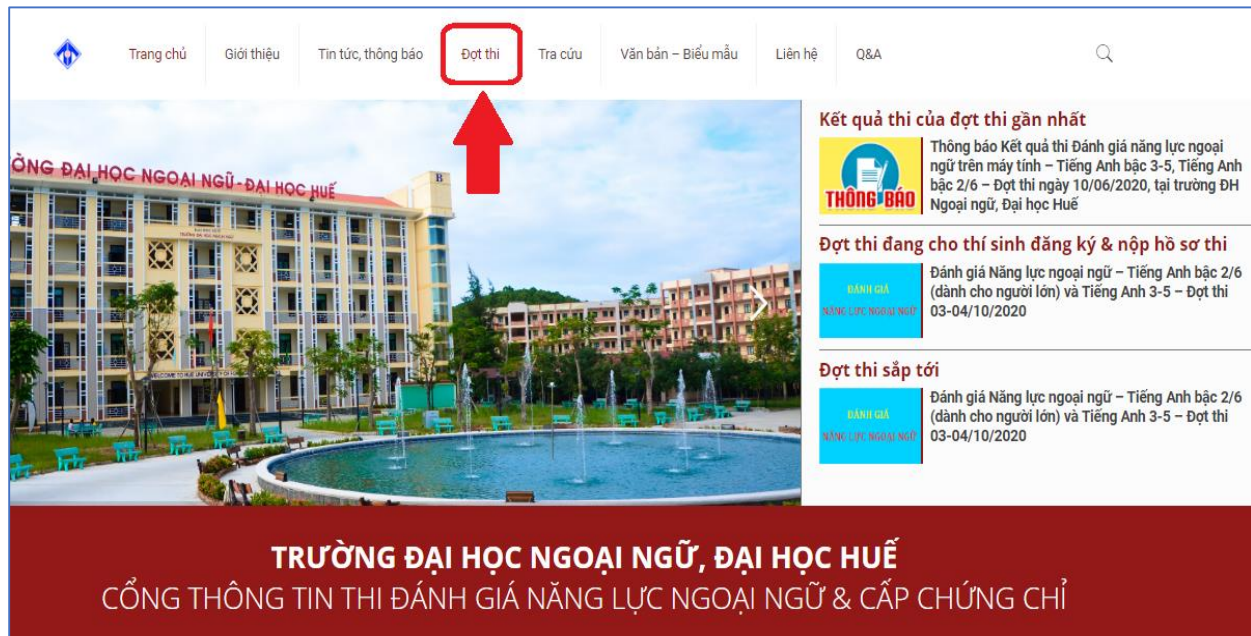 Trang chủ
Giới thiệu
Tin tức, thông báo
Đợt thi
Tra cứu
Văn bản – Biểu mẫu
Liên hệ
Q&A
ỜNG ĐẠI HỌC NGOẠI NGỮ - ĐẠI HỌC HUẾ
B
Kết quả thi của đợt thi gần nhất
THÔNG BÁO
Thông báo Kết quả thi Đánh giá năng lực ngoại
ngữ trên máy tính – Tiếng Anh bậc 3-5, Tiếng Anh
bậc 2/6 – Đợt thi ngày 10/06/2020, tại trường ĐH
Ngoại ngữ, Đại học Huế
Đợt thi đang cho thí sinh đăng ký & nộp hồ sơ thi
ĐÁNH GIÁ
NĂNG LỰC NGOẠI NGỮ
Đánh giá Năng lực ngoại ngữ – Tiếng Anh bậc 2/6
(dành cho người lớn) và Tiếng Anh 3-5 – Đợt thi
03-04/10/2020
Đợt thi sắp tới
ĐÁNH GIÁ
NĂNG LỰC NGOẠI NGỮ
Đánh giá Năng lực ngoại ngữ – Tiếng Anh bậc 2/6
(dành cho người lớn) và Tiếng Anh 3-5 – Đợt thi
03-04/10/2020
TRƯỜNG ĐẠI HỌC NGOẠI NGỮ, ĐẠI HỌC HUẾ
CỔNG THÔNG TIN THI ĐÁNH GIÁ NĂNG LỰC NGOẠI NGỮ & CẤP CHỨNG CHỈ